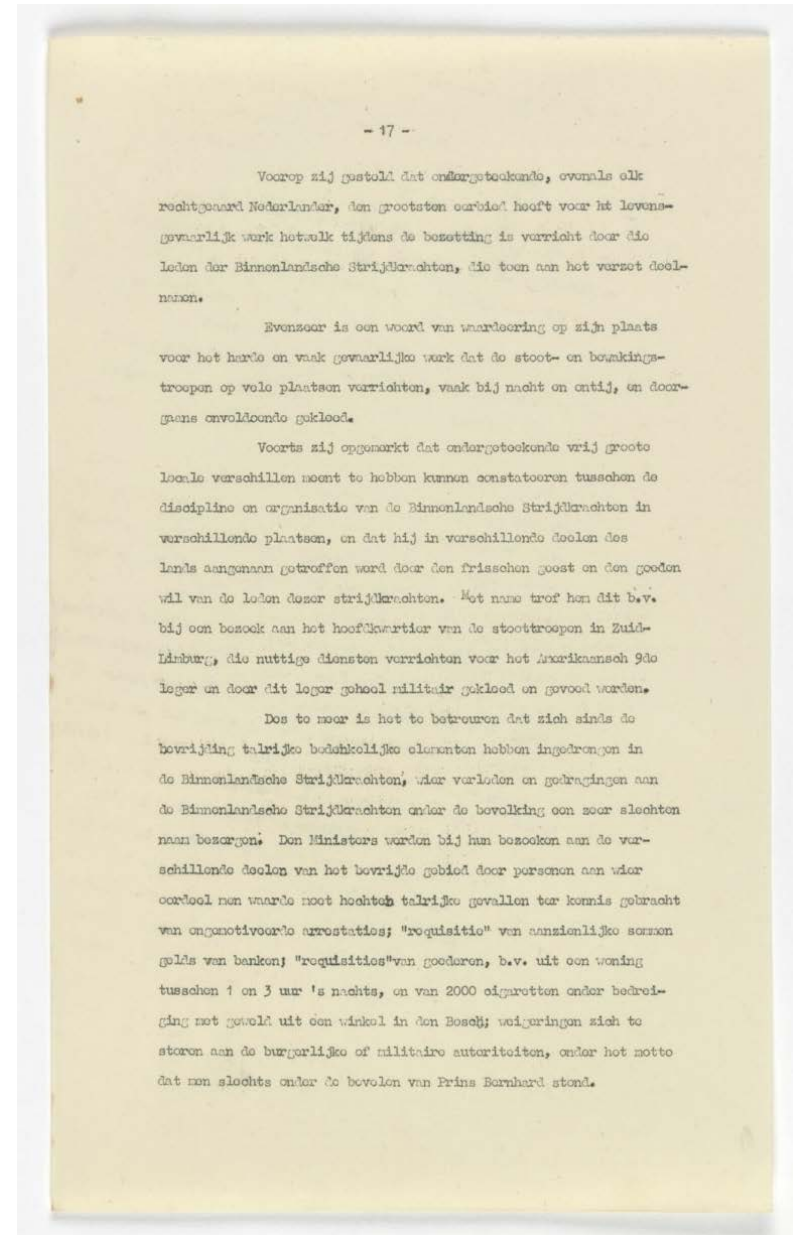 - 17 -
Voorop zij gesteld dat ondergeteekende, evenals elk
rechtgeaard Nederlander, den grootsten eerbied heeft voor ht levens-
gevaarlijk werk hetwelk tijdens de bezetting is verricht door die
leden der Binnenlandsche Strijdkrachten, die toen aan het verzet deel-
namen.
Evenzeer is een woord van waardeering op zijn plaats
voor het harde en vaak gevaarlijke werk dat de stoot- en bewakings-
troepen op vele plaatsen verrichten, vaak bij nacht en ontij, en door-
gaans onvoldoende gekleed.
Voorts zij opgemerkt dat ondergeteekende vrij groote
locale verschillen meent te hebben kunnen constateeren tusschen de
discipline en organisatie van de Binnenlandsche Strijdkrachten in
verschillende plaatsen, en dat hij in verschillende deelen des
lands aangenaam getroffen werd door den frisschen geest en den goeden
wil van de leden dezer strijdkrachten. Met name trof hem dit b.v.
bij een bezoek aan het hoofdkwartier van de stoottroepen in Zuid-
Limburg, die nuttige diensten verrichten voor het Amerikaansch 9de
leger en door dit leger geheel militair gekleed en gevoed worden.
Des te meer is het te betreuren dat zich sinds de
bevrijding talrijke bedenkelijke elementen hebben ingedrongen in
de Binnenlandsche Strijdkrachten, wier verleden en gedragingen aan
de Binnenlandsche Strijdkrachten onder de bevolking een zeer slechten
naam bezorgen. Den Ministers werden bij hun bezoeken aan de ver-
schillende deelen van het bevrijde gebied door personen aan wier
oordeel men waarde moet hechten talrijke gevallen ter kennis gebracht
van ongemotiveerde arrestaties; "requisitie" van aanzienlijke sommen
gelds van banken; "requisities"van goederen, b.v. uit een woning
tusschen 1 en 3 uur 's nachts, en van 2000 cigaretten onder bedrei-
ging met geweld uit een winkel in den Bosch; weigeringen zich te
storen aan de burgerlijke of militaire autoriteiten, onder het motto
dat men slechts onder de bevelen van Prins Bernhard stond.